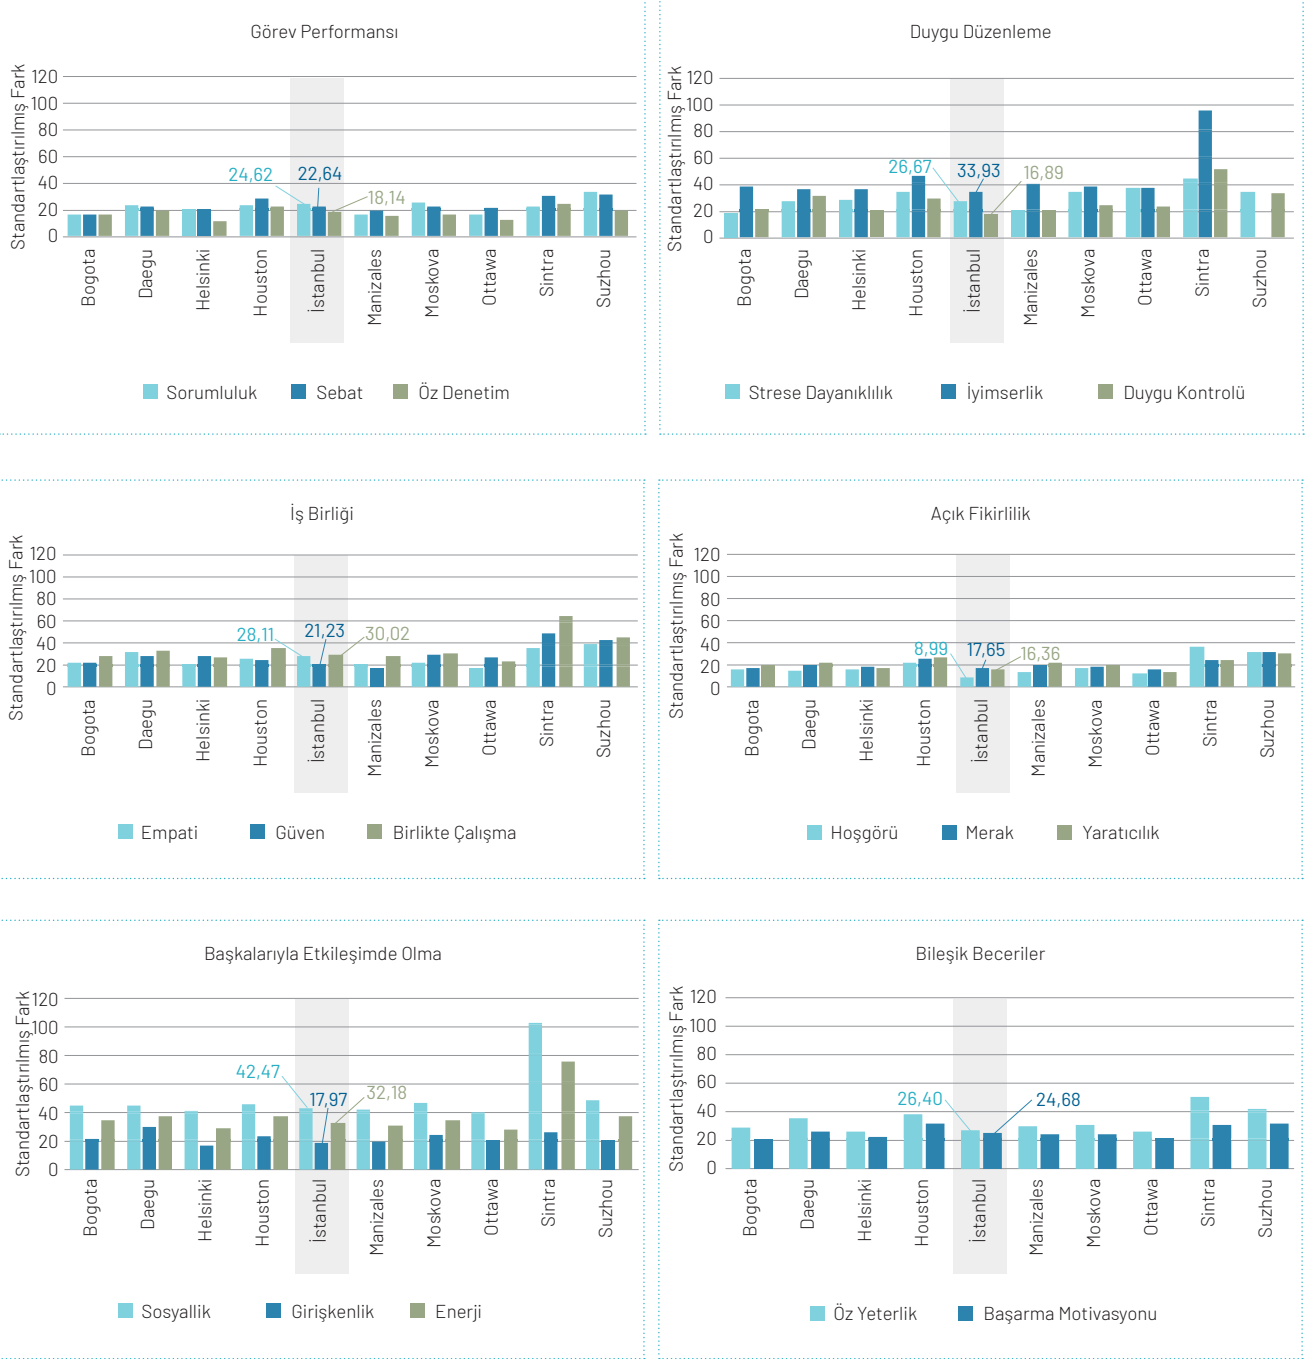 Görev Performansı
Standartlaştırılmış Fark
120
100
80
60
40
20
0
24,62
22,64
18,14
Bogota
Daegu
Helsinki
Houston
İstanbul
Manizales
Moskova
Ottawa
Sintra
Suzhou
Sorumluluk
Sebat
Öz Denetim
Duygu Düzenleme
Standartlaştırılmış Fark
120
100
80
60
40
20
0
26,67
33,93
16,89
Bogota
Daegu
Helsinki
Houston
İstanbul
Manizales
Moskova
Ottawa
Sintra
Suzhou
Strese Dayanıklılık
İyimserlik
Duygu Kontrolü
İş Birliği
Standartlaştırılmış Fark
120
100
80
60
40
20
0
28,11
21,23
30,02
Bogota
Daegu
Helsinki
Houston
İstanbul
Manizales
Moskova
Ottawa
Sintra
Suzhou
Empati
Güven
Birlikte Çalışma
Açık Fikirlilik
Standartlaştırılmış Fark
120
100
80
60
40
20
0
8,99
17,65
16,36
Bogota
Daegu
Helsinki
Houston
İstanbul
Manizales
Moskova
Ottawa
Sintra
Suzhou
Hoşgörü
Merak
Yaratıcılık
Başkalarıyla Etkileşimde Olma
Standartlaştırılmış Fark
120
100
80
60
40
20
0
42,47
17,97
32,18
Bogota
Daegu
Helsinki
Houston
İstanbul
Manizales
Moskova
Ottawa
Sintra
Suzhou
Sosyallik
Girişkenlik
Enerji
Bileşik Beceriler
Standartlaştırılmış Fark
120
100
80
60
40
20
0
26,40
24,68
Bogota
Daegu
Helsinki
Houston
İstanbul
Manizales
Moskova
Ottawa
Sintra
Suzhou
Öz Yeterlik
Başarma Motivasyonu